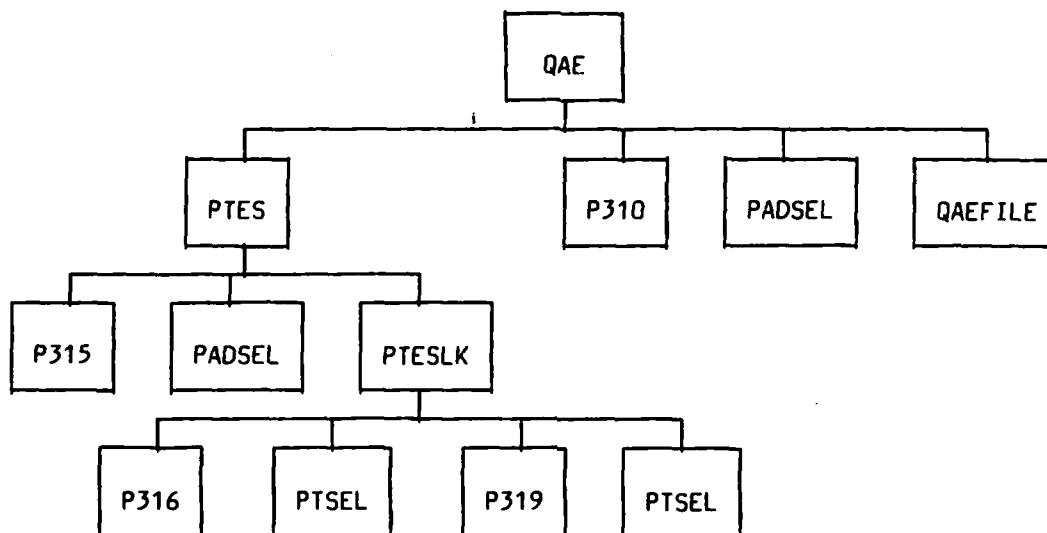 QAE
PTES P310 PADSEL QAEFILE
P315 PADSEL PTESLK
P316 PTSEL P319 PTSEL